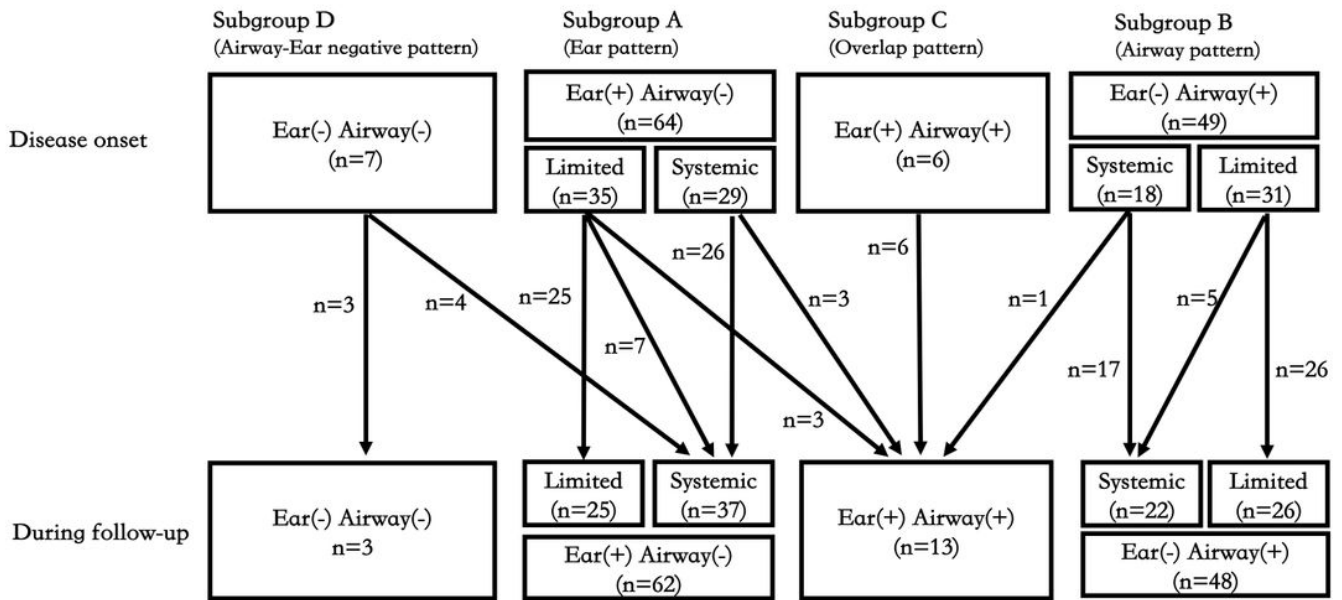 Subgroup D
(Airway-Ear negative pattern)
Subgroup A
(Ear pattern)
Subgroup C
(Overlap pattern)
Subgroup B
(Airway pattern)
Disease onset
Ear(-) Airway(-)
(n=7)
Ear(+) Airway(-)
(n=64)
Limited
(n=35)
Systemic
(n=29)
Ear(+) Airway(+)
(n=6)
Ear(-) Airway(+)
(n=49)
Systemic
(n=18)
Limited
(n=31)
n=3
n=4
n=25
n=7
n=26
n=3
n=3
n=6
n=1
n=17
n=5
n=26
During follow-up
Ear(-) Airway(-)
n=3
Limited
(n=25)
Systemic
(n=37)
Ear(+) Airway(-)
(n=62)
Ear(+) Airway(+)
(n=13)
Systemic
(n=22)
Limited
(n=26)
Ear(-) Airway(+)
(n=48)